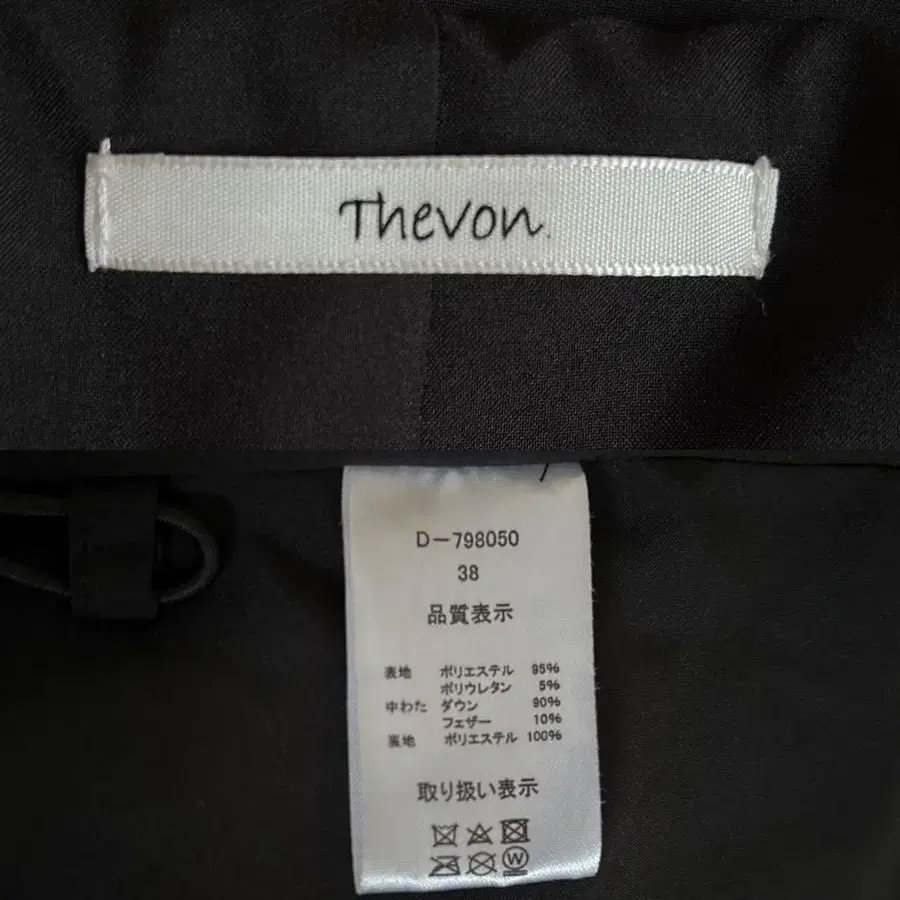 Thevon.
D-798050
38
品質表示
表地 ポリエステル 95%
ポリウレタン 5%
中わた ダウン 90%
フェザー 10%
裏地 ポリエステル 100%
取り扱い表示
W